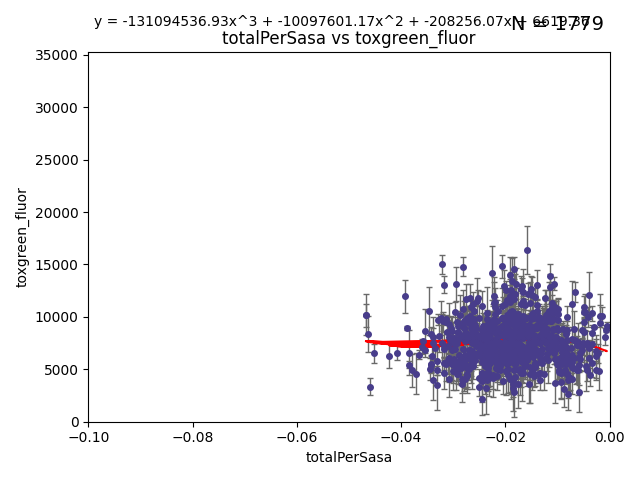 y = -131094536.93x^3 + -10097601.17x^2 + -208256.07x + 6619.36
N = 1779
totalPerSasa vs toxgreen_fluor
35000
30000
25000
20000
15000
10000
5000
0
toxgreen_fluor
−0.10
−0.08
−0.06
−0.04
−0.02
0.00
totalPerSasa